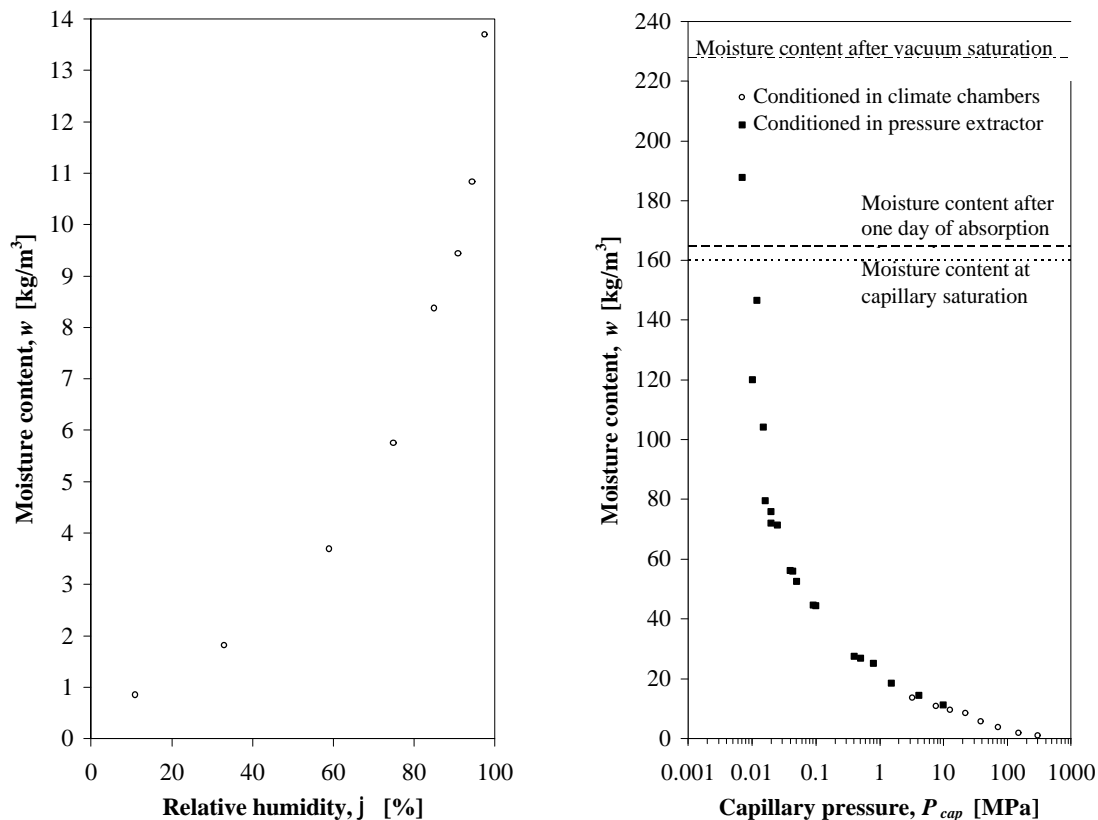 14
13
12
11
10
9
8
7
6
5
4
3
2
1
0
0 20 40 60 80 100
Moisture content, w [kg/m³]
Relative humidity, j [%]
240
220
200
180
160
140
120
100
80
60
40
20
0
0.001 0.01 0.1 1 10 100 1000
Moisture content, w [kg/m³]
Capillary pressure, P cap [MPa]
Moisture content after vacuum saturation
Conditioned in climate chambers
Conditioned in pressure extractor
Moisture content after
one day of absorption
Moisture content at
capillary saturation